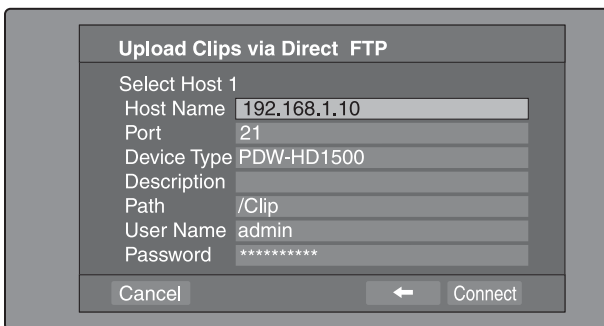 Upload Clips via Direct FTP
Select Host 1
Host Name 192.168.1.10
Port 21
Device Type PDW-HD1500
Description
Path /Clip
User Name admin
Password **********
Cancel ← Connect